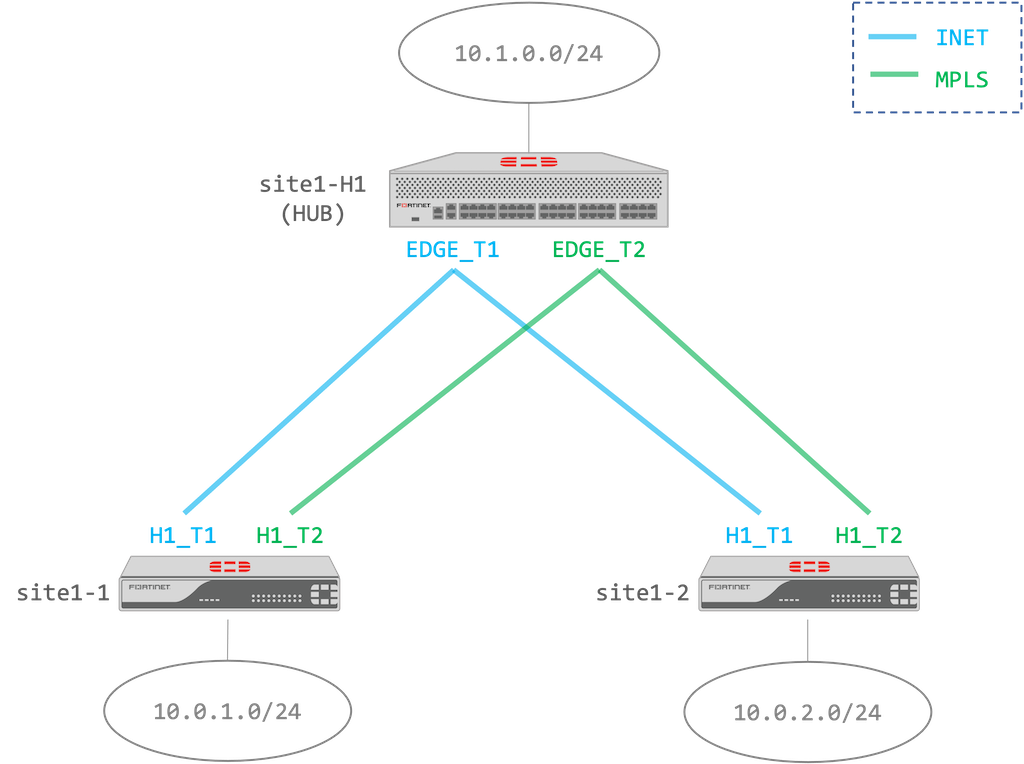 10.1.0.0/24
INET
MPLS
site1-H1
(HUB)
FORTINET
EDGE_T1 EDGE_T2
H1_T1 H1_T2 H1_T1 H1_T2
site1-1 FORTINET site1-2 FORTINET
10.0.1.0/24 10.0.2.0/24